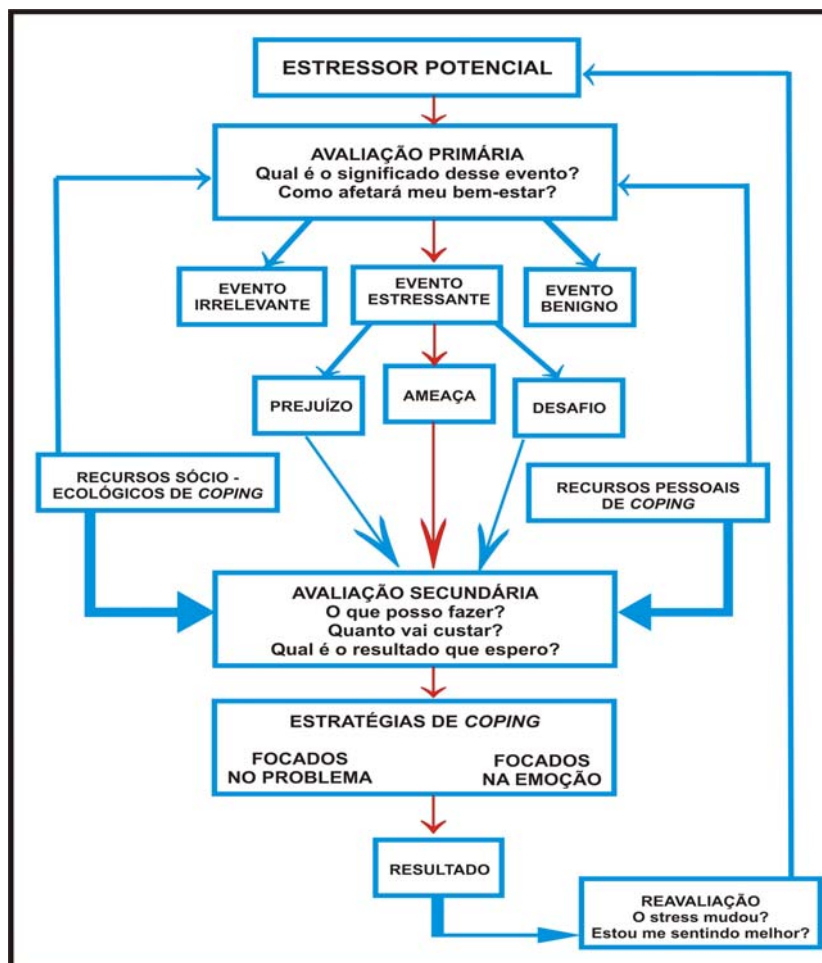 ESTRESSOR POTENCIAL
AVALIAÇÃO PRIMÁRIA
Qual é o significado desse evento?
Como afetará meu bem-estar?
EVENTO
IRRELEVANTE
EVENTO
ESTRESSANTE
EVENTO
BENIGNO
PREJUÍZO
AMEAÇA
DESAFIO
RECURSOS SÓCIO -
ECOLÓGICOS DE COPING
RECURSOS PESSOAIS
DE COPING
AVALIAÇÃO SECUNDÁRIA
O que posso fazer?
Quanto vai custar?
Qual é o resultado que espero?
ESTRATÉGIAS DE COPING
FOCADOS
NO PROBLEMA
FOCADOS
NA EMOÇÃO
RESULTADO
REAVALIAÇÃO
O stress mudou?
Estou me sentindo melhor?